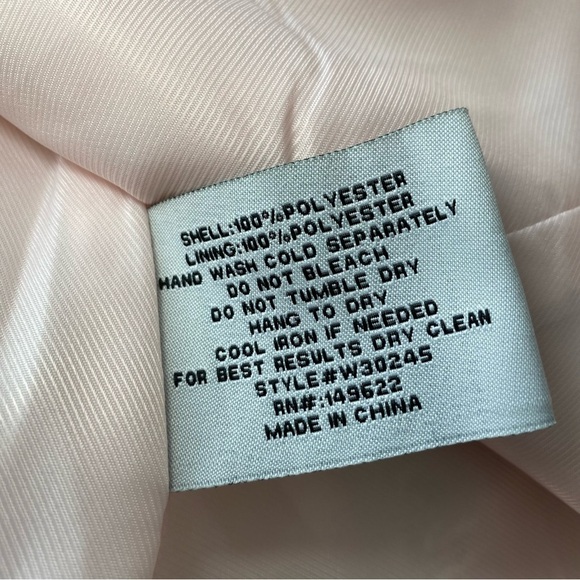 SHELL:100%POLYESTER
LINING:100%POLYESTER
HAND WASH COLD SEPARATELY
DO NOT BLEACH
DO NOT TUMBLE DRY
HANG TO DRY
COOL IRON IF NEEDED
FOR BEST RESULTS DRY CLEAN
STYLE#W30245
RN#:149622
MADE IN CHINA